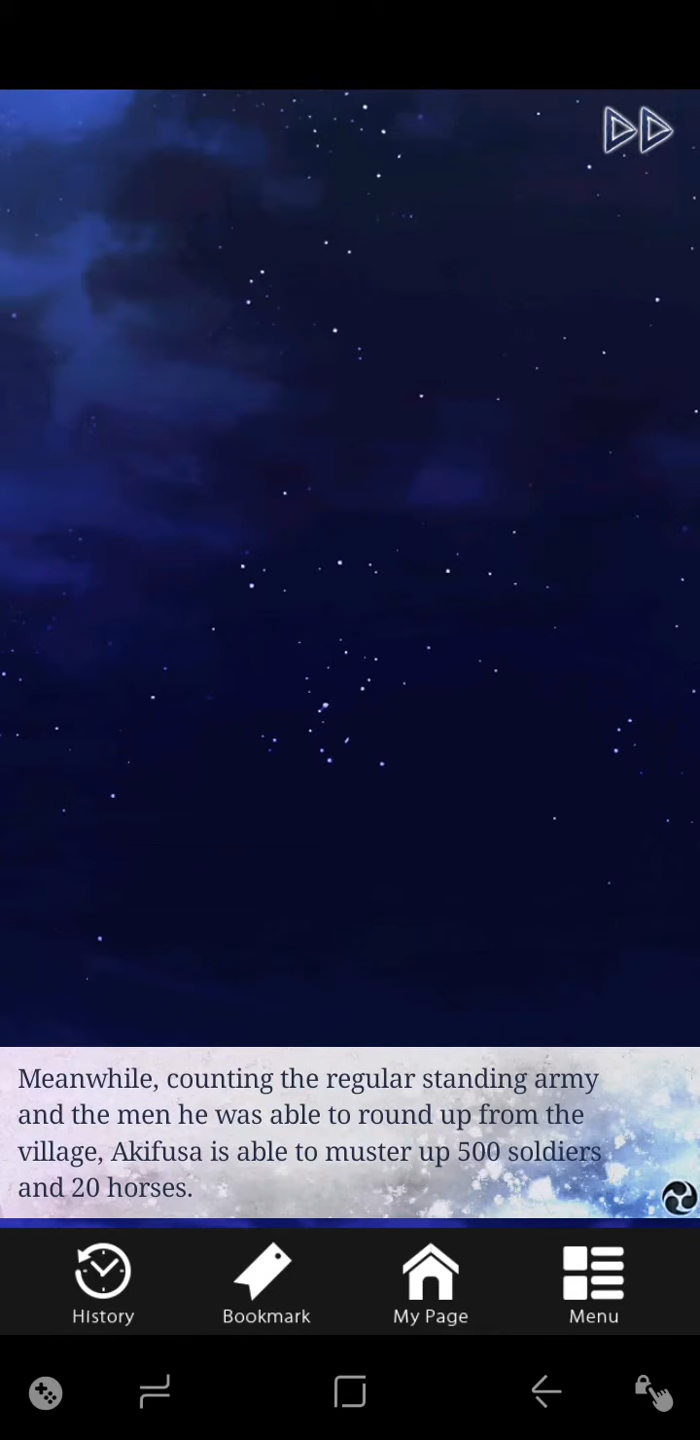 Meanwhile, counting the regular standing army
and the men he was able to round up from the
village, Akifusa is able to muster up 500 soldiers
and 20 horses.
History Bookmark My Page Menu